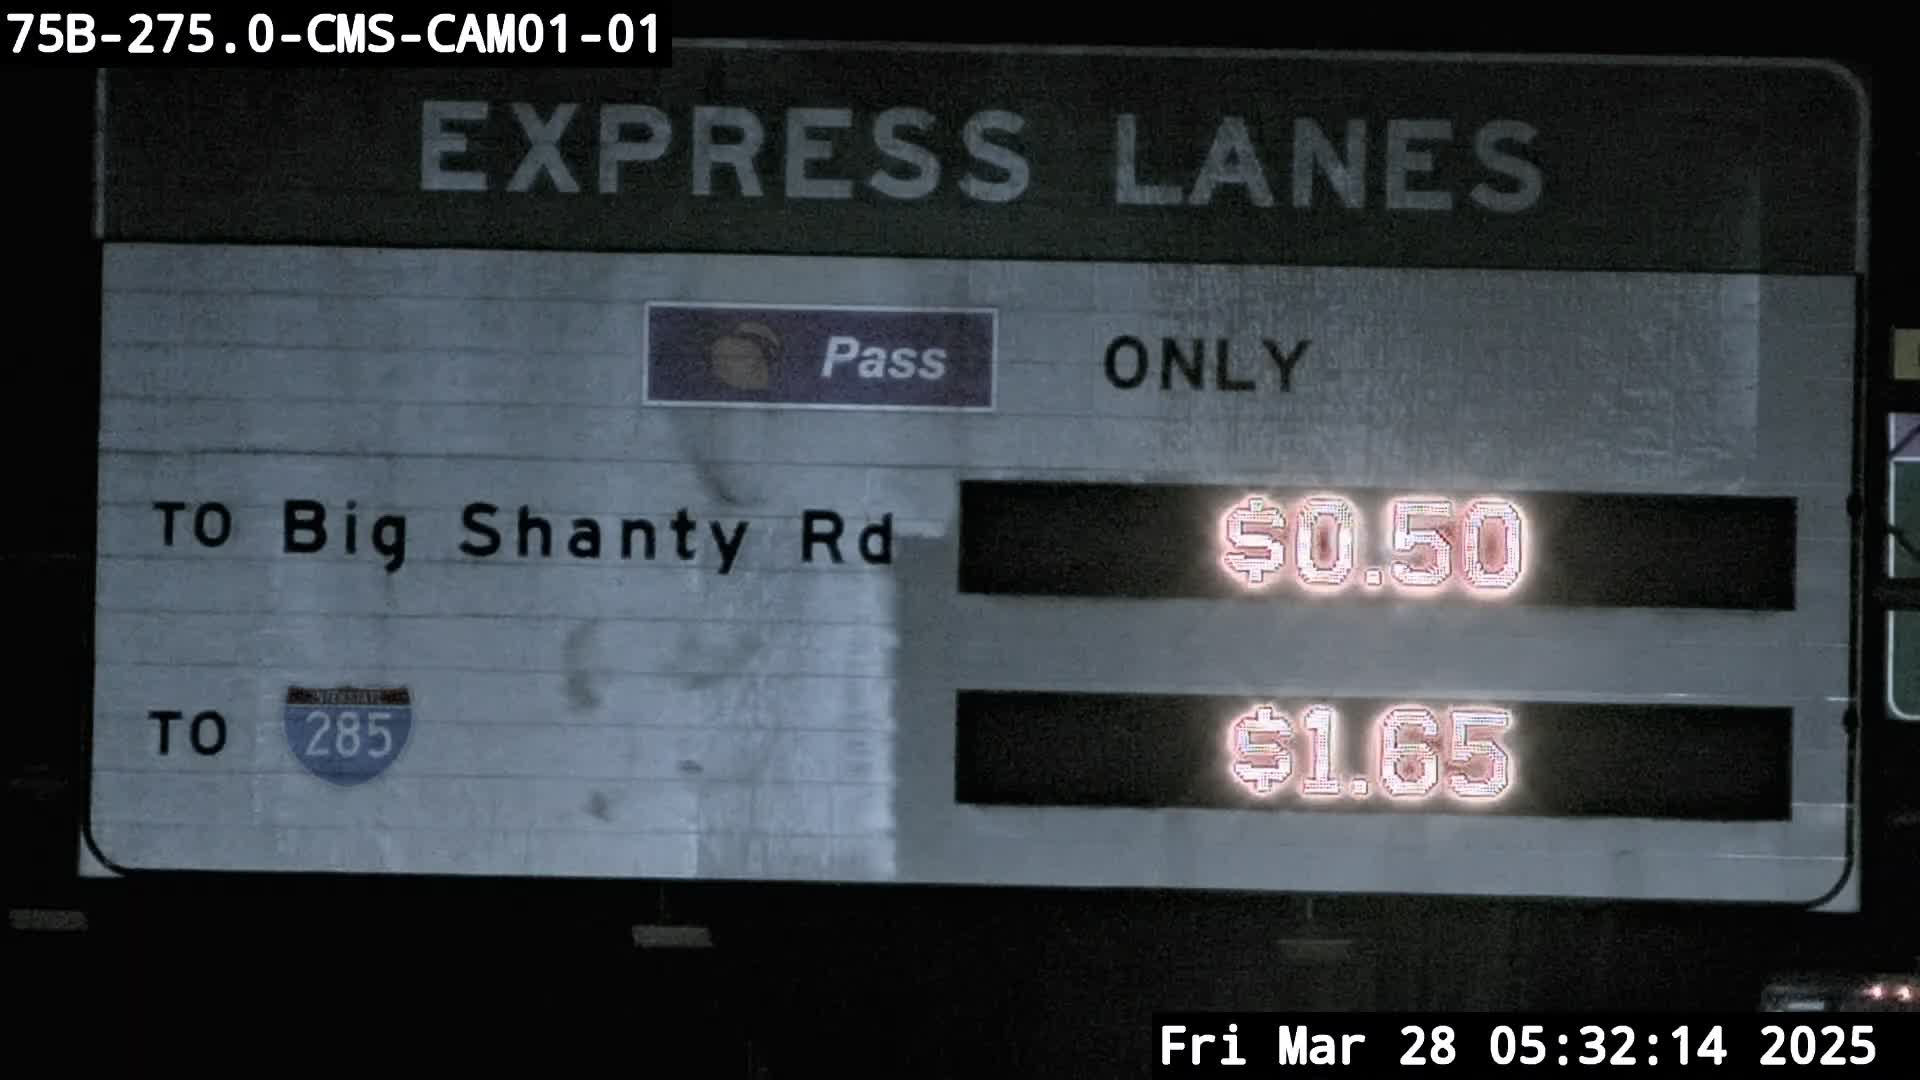 75B-275.0-CMS-CAM01-01
EXPRESS LANES
Pass ONLY
TO Big Shanty Rd $0.50
TO INTERSTATE 285 $1.65
Fri Mar 28 05:32:14 2025